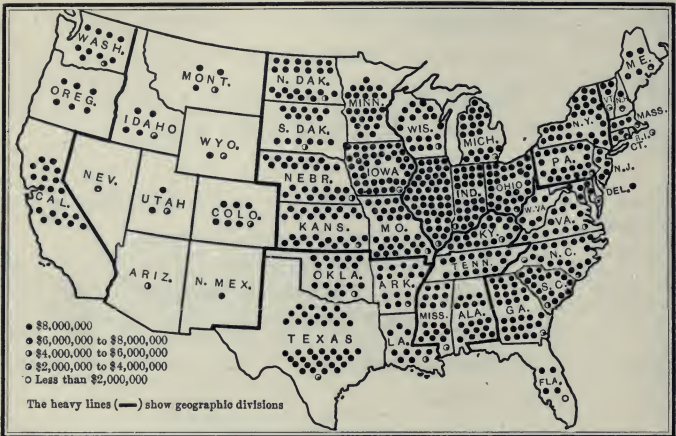 WASH.
MONT.
N. DAK.
MINN.
ME.
OREG.
IDAHO
WYO.
S. DAK.
WIS.
MICH.
N.Y.
VT.
N.H.
MASS.
R.I.
CT.
NEV.
UTAH
COLO.
NEBR.
IOWA
IND.
OHIO
PA.
N.J.
DEL.
CAL.
KANS.
MO.
KY.
W.VA.
VA.
ARIZ.
N. MEX.
OKLA.
ARK.
TENN.
N.C.
S.C.
TEXAS
LA.
MISS.
ALA.
GA.
FLA.
$8,000,000
$6,000,000 to $8,000,000
$4,000,000 to $6,000,000
$2,000,000 to $4,000,000
Less than $2,000,000
The heavy lines (—) show geographic divisions